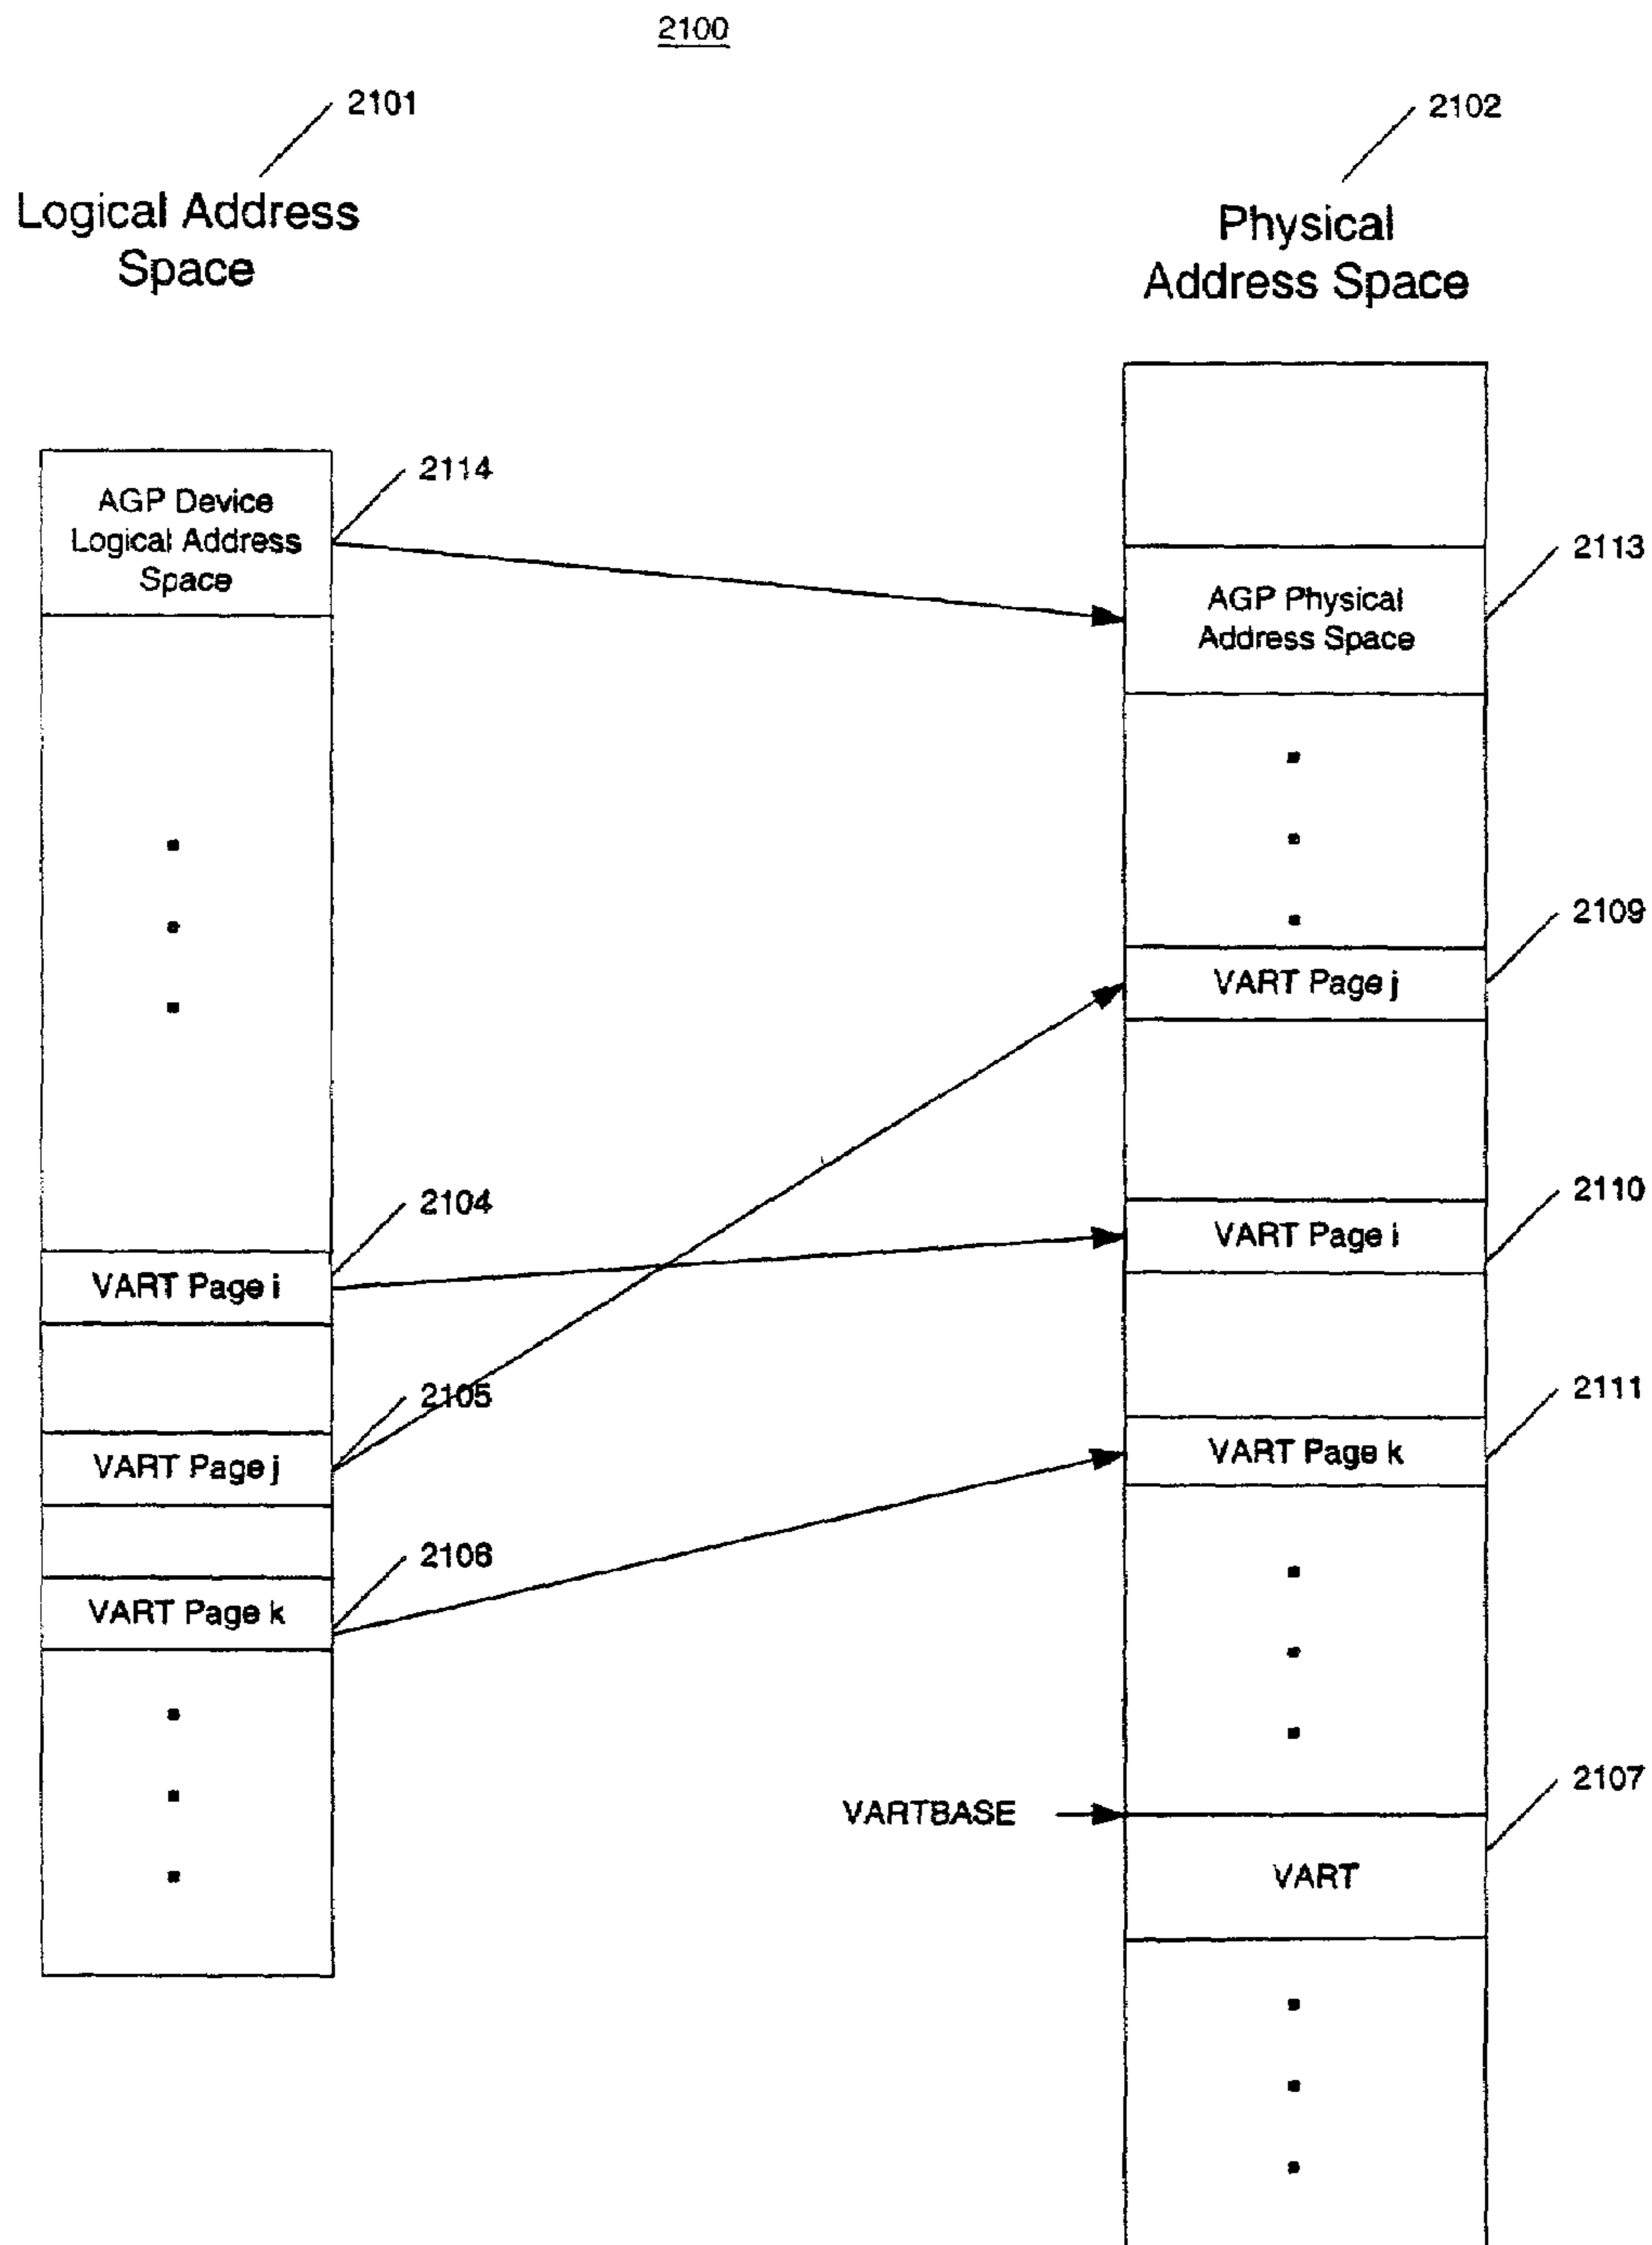 2100
2101
2102
Logical Address
Space
Physical
Address Space
2114
AGP Device
Logical Address
Space
2113
AGP Physical
Address Space
2109
VART Page j
2104
VART Page i
2110
VART Page i
2105
VART Page j
2111
VART Page k
2106
VART Page k
2107
VARTBASE
VART